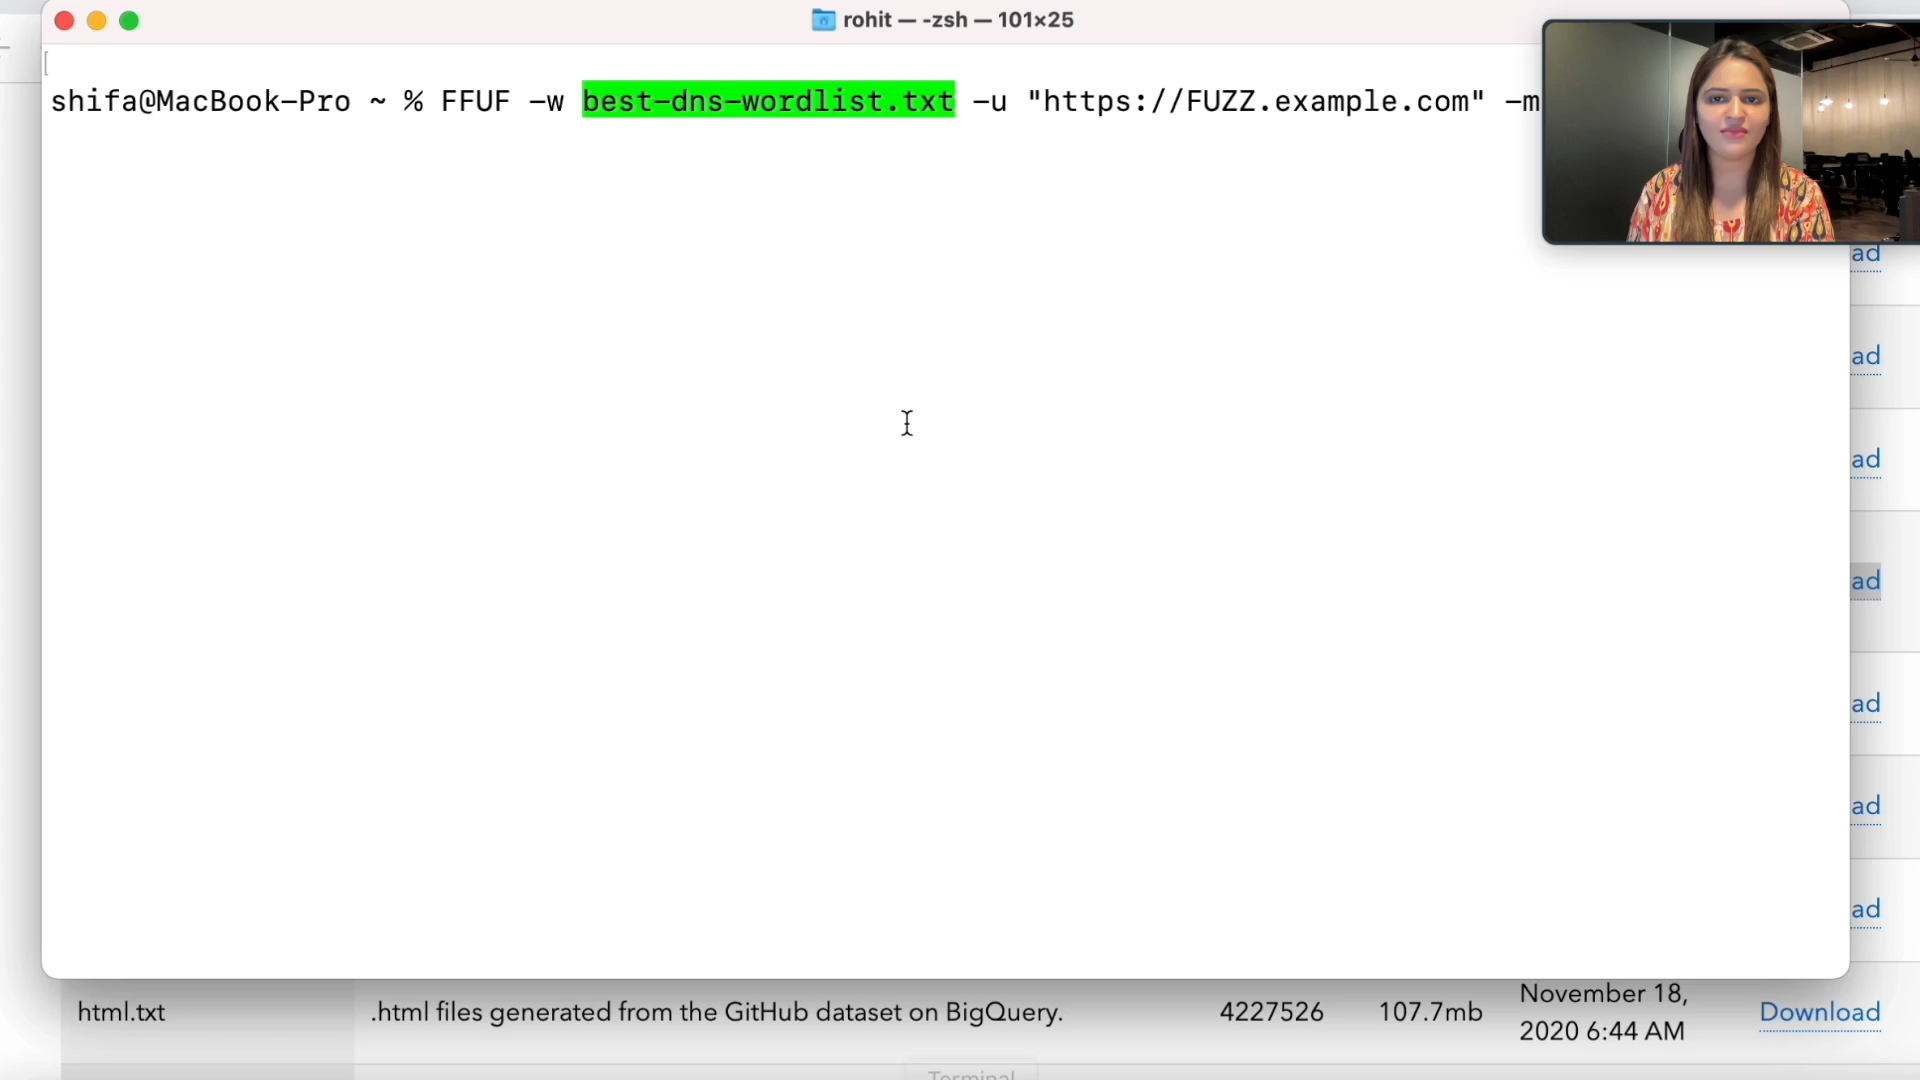 rohit — -zsh — 101×25
[
shifa@MacBook-Pro ~ % FFUF -w best-dns-wordlist.txt -u "https://FUZZ.example.com" -m
ad
ad
ad
ad
ad
ad
ad
html.txt .html files generated from the GitHub dataset on BigQuery. 4227526 107.7mb November 18, 2020 6:44 AM Download
Terminal